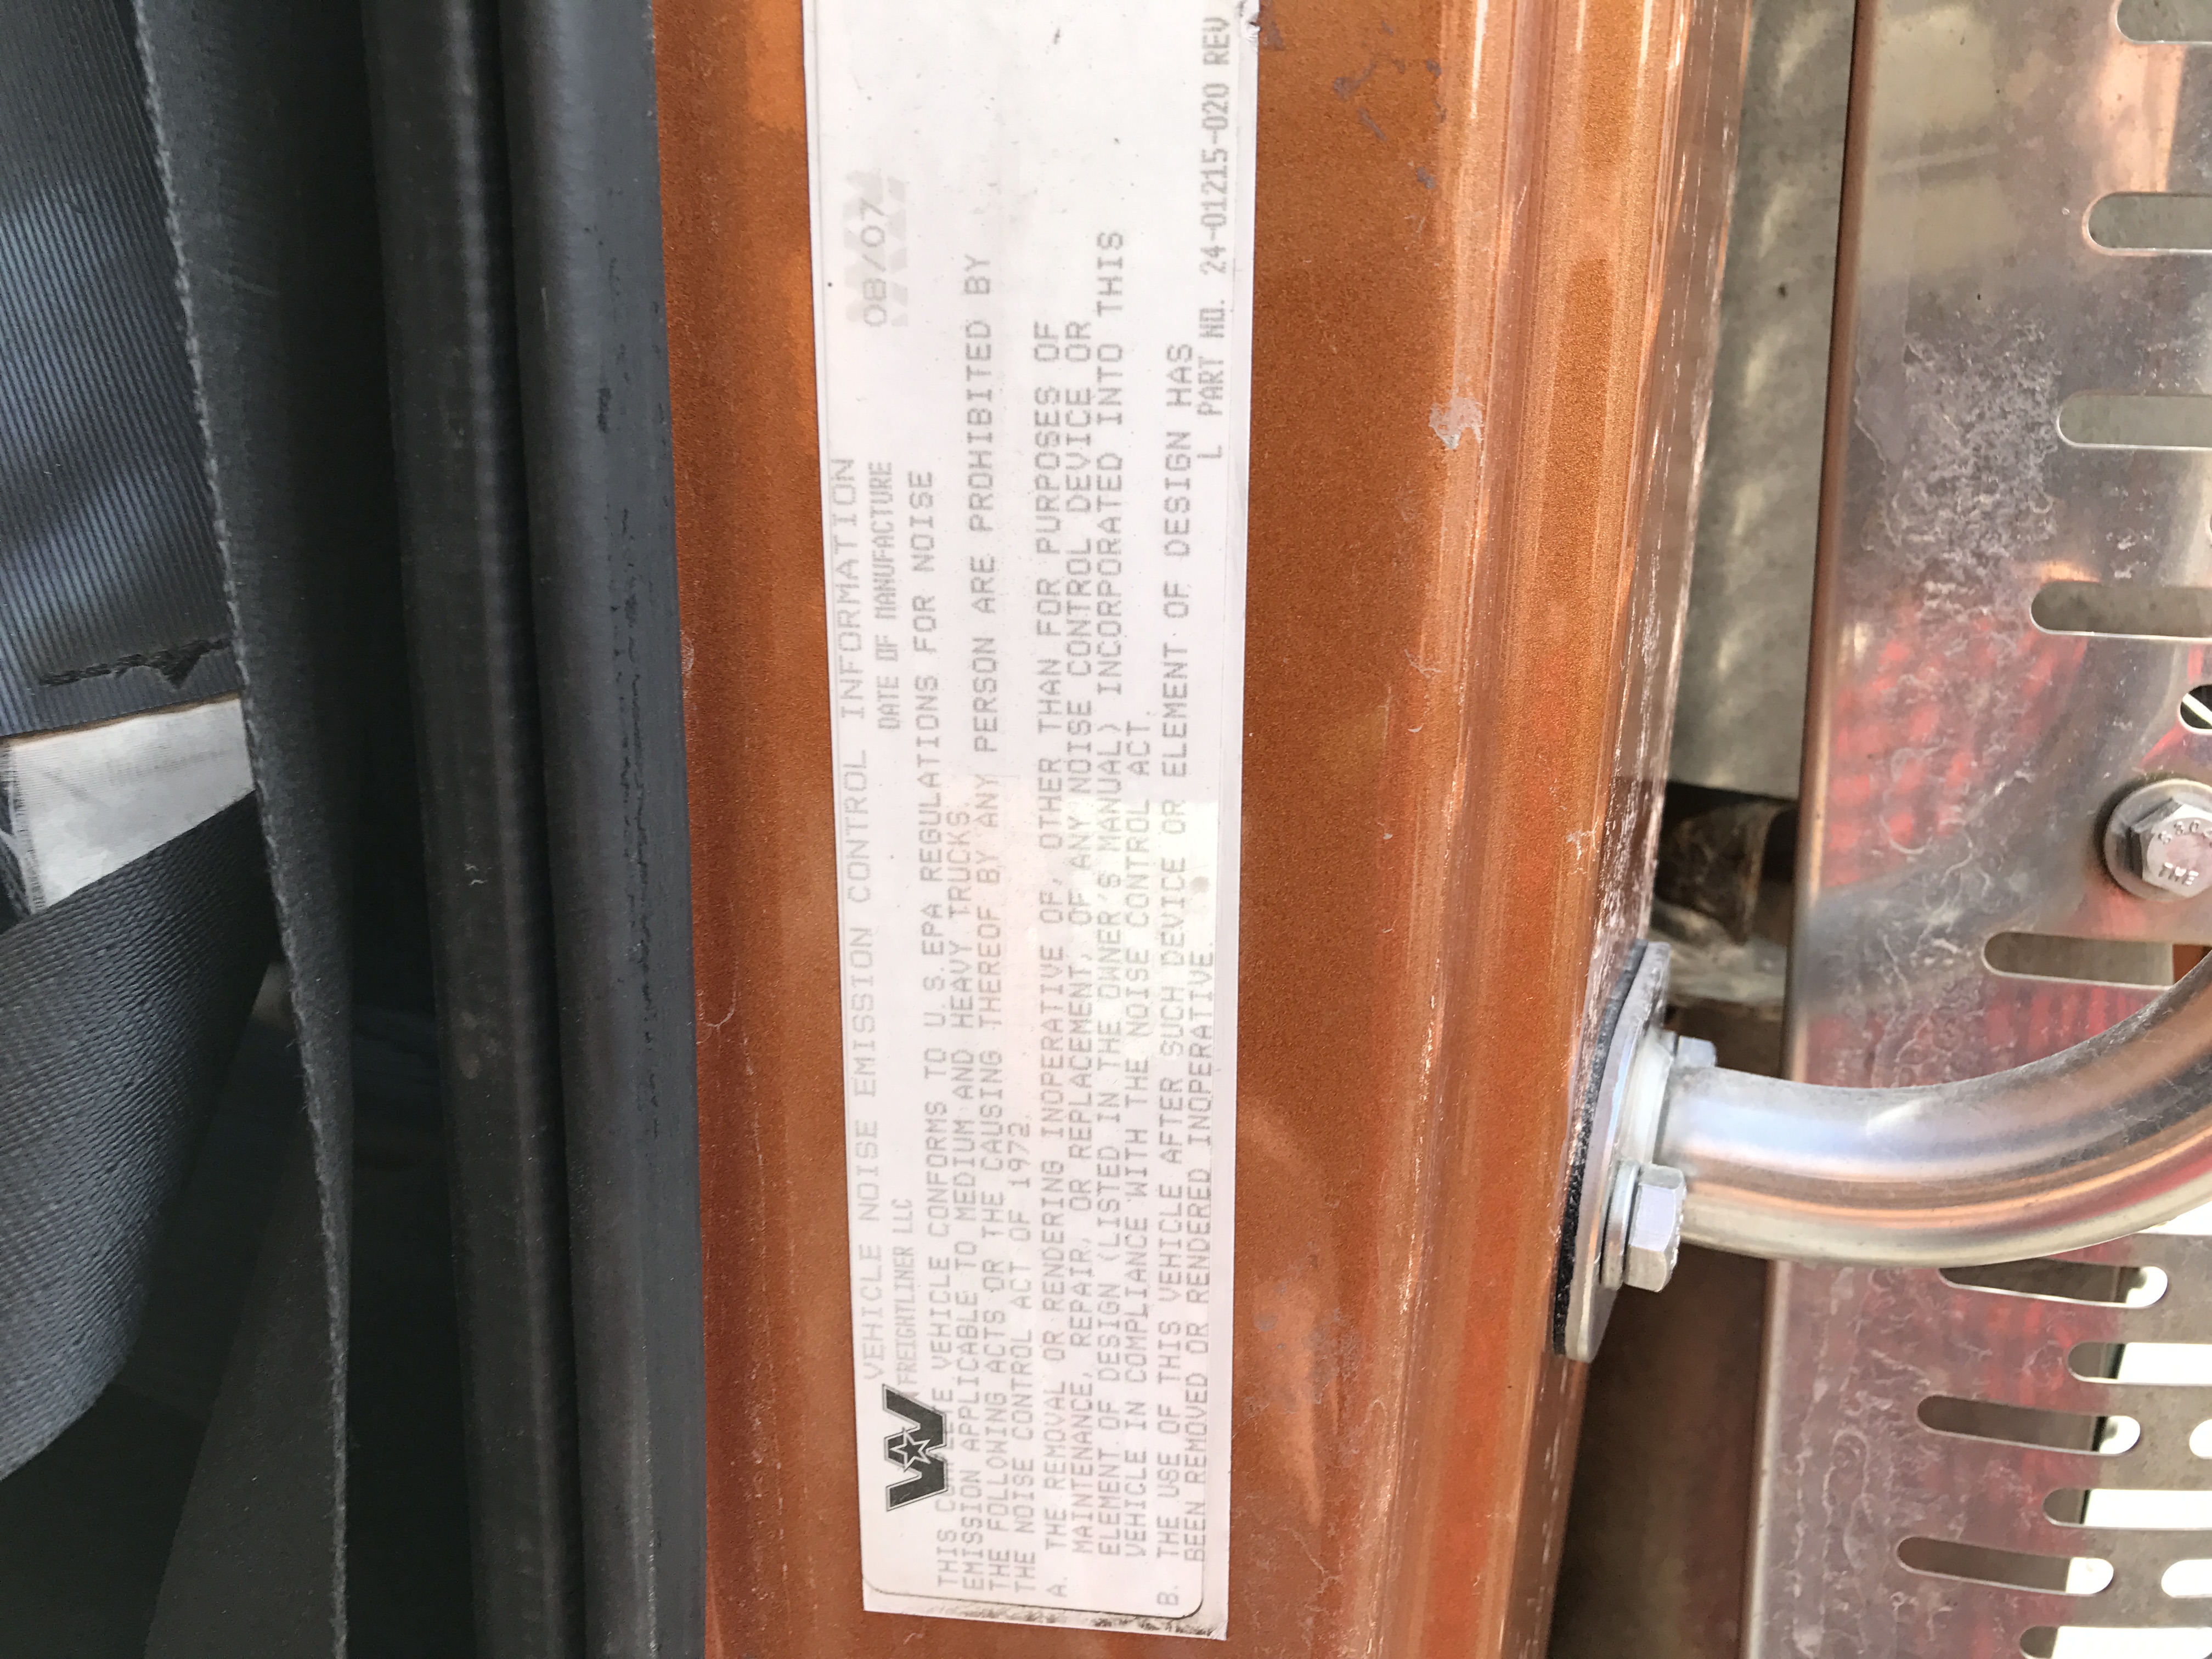 VEHICLE NOISE EMISSION CONTROL INFORMATION
FREIGHTLINER LLC DATE OF MANUFACTURE 08/07
THIS VEHICLE CONFORMS TO U.S. EPA REGULATIONS FOR NOISE
EMISSION APPLICABLE TO MEDIUM AND HEAVY TRUCKS.
THE FOLLOWING ACTS OR THE CAUSING THEREOF BY ANY PERSON ARE PROHIBITED BY
THE NOISE CONTROL ACT OF 1972.
A. THE REMOVAL OR RENDERING INOPERATIVE OF, OTHER THAN FOR PURPOSES OF
MAINTENANCE, REPAIR, OR REPLACEMENT, OF ANY NOISE CONTROL DEVICE OR
ELEMENT OF DESIGN (LISTED IN THE OWNER'S MANUAL) INCORPORATED INTO THIS
VEHICLE IN COMPLIANCE WITH THE NOISE CONTROL ACT.
B. THE USE OF THIS VEHICLE AFTER SUCH DEVICE OR ELEMENT OF DESIGN HAS
BEEN REMOVED OR RENDERED INOPERATIVE.
L PART NO. 24-01215-020 REV
THE